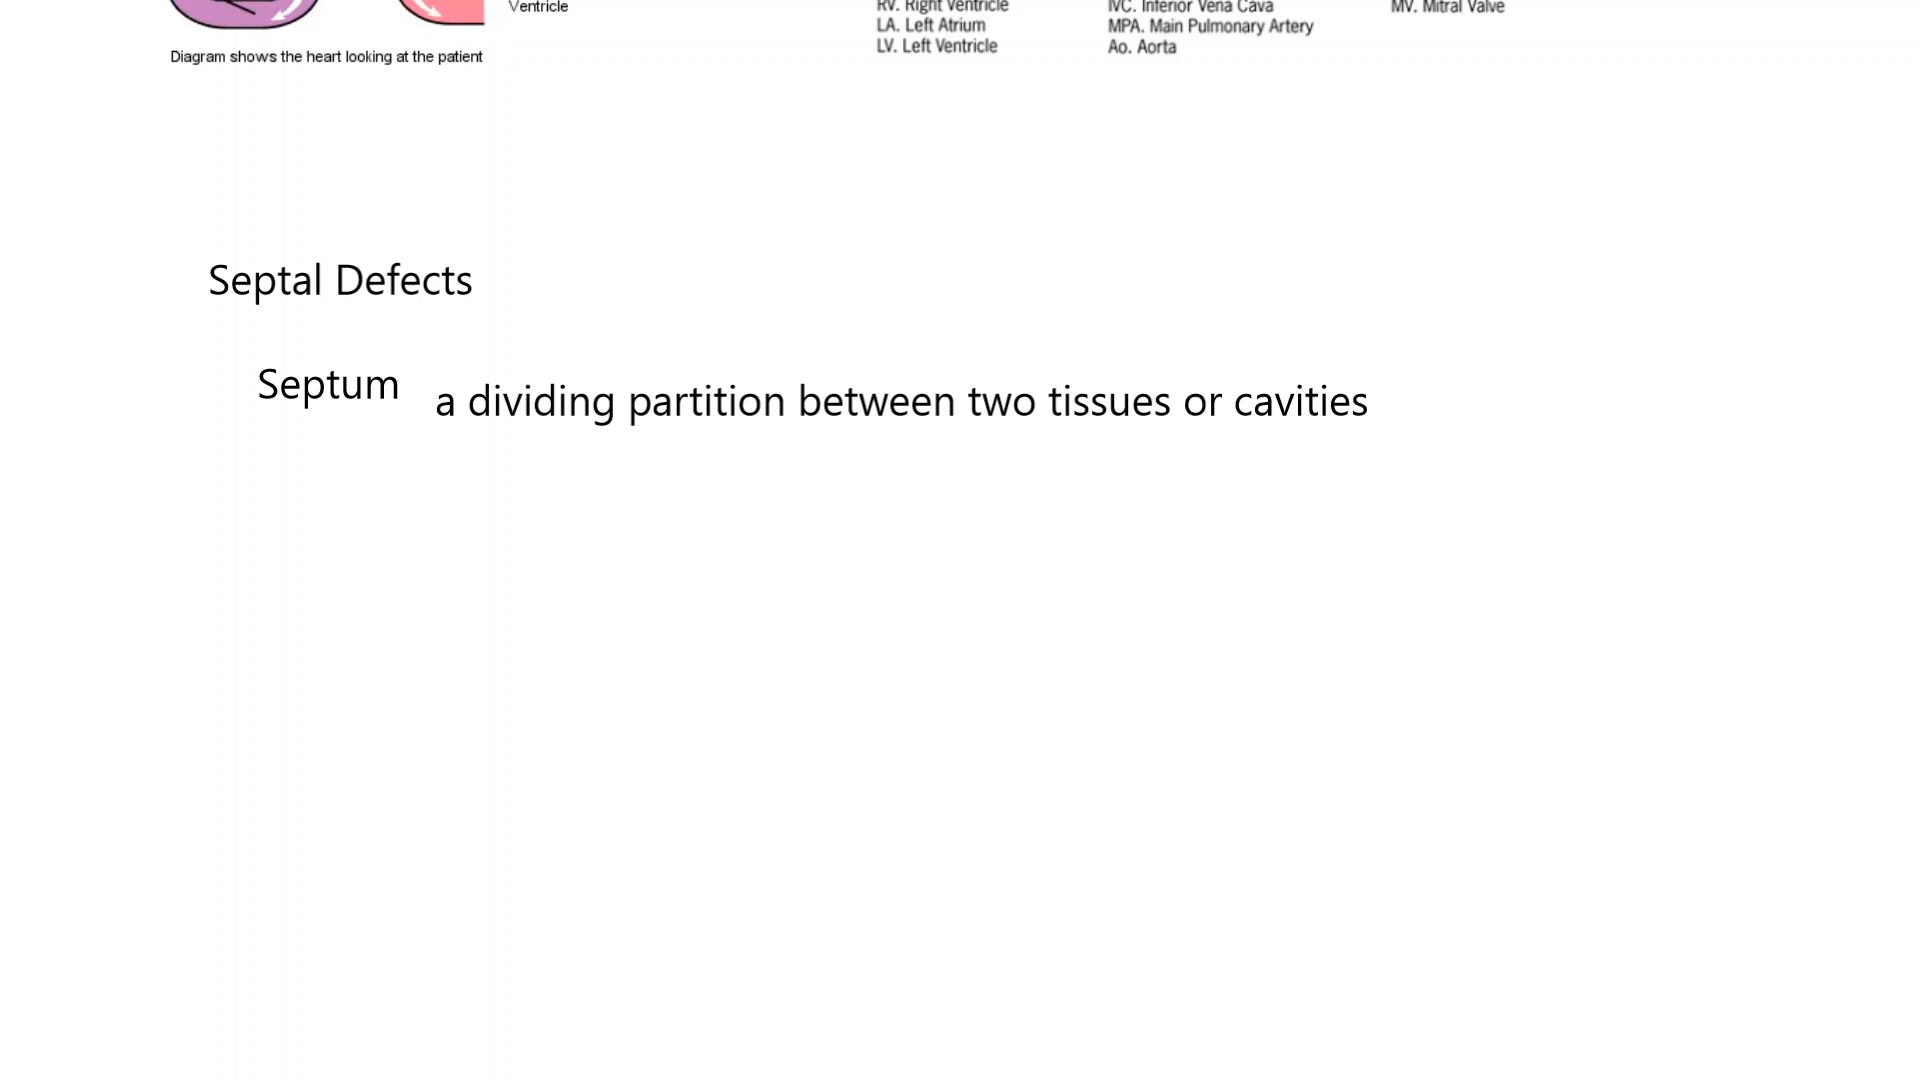 Ventricle
Diagram shows the heart looking at the patient
RV. Right Ventricle
LA. Left Atrium
LV. Left Ventricle
IVC. Inferior Vena Cava
MPA. Main Pulmonary Artery
Ao. Aorta
MV. Mitral Valve
Septal Defects
Septum
a dividing partition between two tissues or cavities